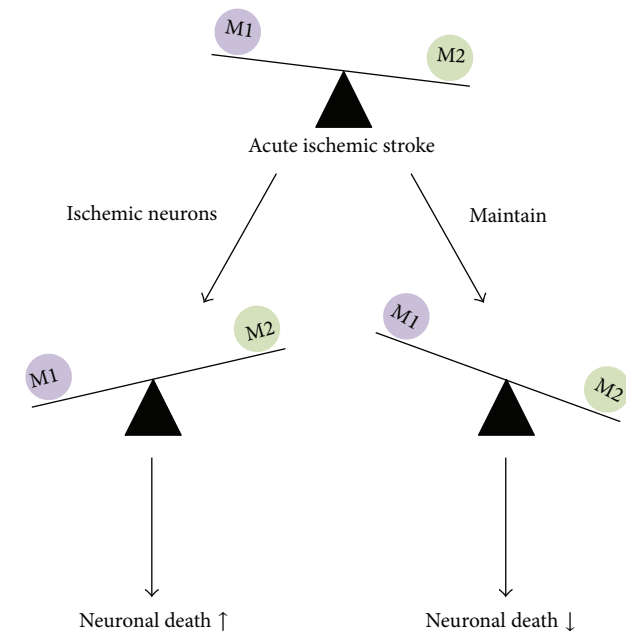 M1
M2
Acute ischemic stroke
Ischemic neurons
Maintain
M1
M2
M1
M2
Neuronal death ↑
Neuronal death ↓